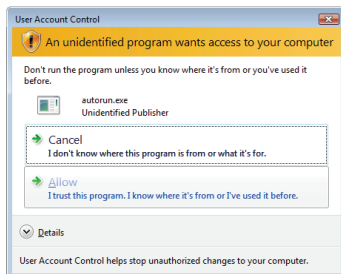 User Account Control
An unidentified program wants access to your computer
Don't run the program unless you know where it's from or you've used it
before.
autorun.exe
Unidentified Publisher
Cancel
I don't know where this program is from or what it's for.
Allow
I trust this program. I know where it's from or I've used it before.
Details
User Account Control helps stop unauthorized changes to your computer.